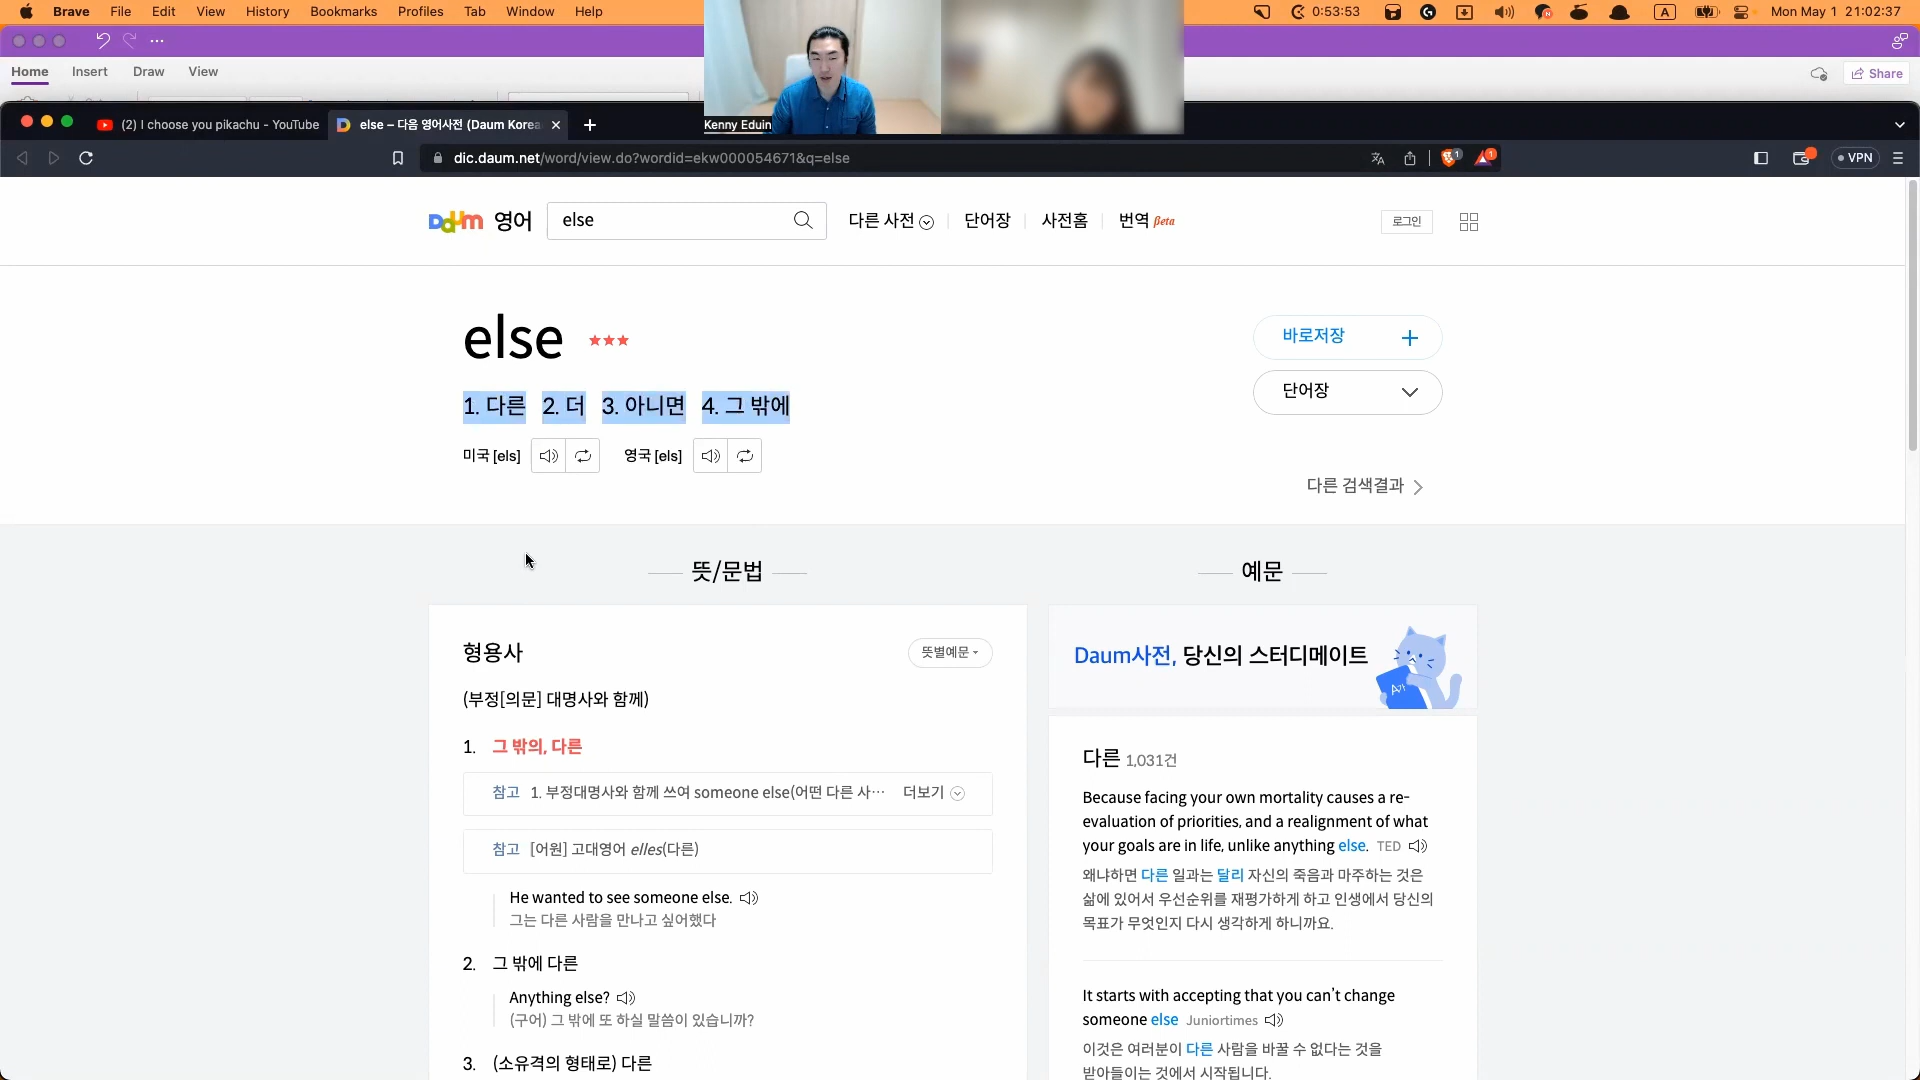 Brave File Edit View History Bookmarks Profiles Tab Window Help 0:53:53 A Mon May 1 21:02:37
Home Insert Draw View Share
Kenny Eduin
(2) I choose you pikachu - YouTube else – 다음 영어사전 (Daum Korea
dic.daum.net/word/view.do?wordid=ekw000054671&q=else 1 1 VPN
Daum 영어 else 다른 사전 단어장 사전홈 번역 Beta 로그인
else ★★★
바로저장 +
1. 다른 2. 더 3. 아니면 4. 그 밖에
단어장
미국 [els] 영국 [els]
다른 검색결과
뜻/문법
예문
형용사 뜻별예문
(부정[의문] 대명사와 함께)
1. 그 밖의, 다른
참고 1. 부정대명사와 함께 쓰여 someone else(어떤 다른 사… 더보기
참고 [어원] 고대영어 elles(다른)
He wanted to see someone else.
그는 다른 사람을 만나고 싶어했다
2. 그 밖에 다른
Anything else?
(구어) 그 밖에 또 하실 말씀이 있습니까?
3. (소유격의 형태로) 다른
Daum사전, 당신의 스터디메이트
다른 1,031건
Because facing your own mortality causes a re-
evaluation of priorities, and a realignment of what
your goals are in life, unlike anything else. TED
왜냐하면 다른 일과는 달리 자신의 죽음과 마주하는 것은
삶에 있어서 우선순위를 재평가하게 하고 인생에서 당신의
목표가 무엇인지 다시 생각하게 하니까요.
It starts with accepting that you can't change
someone else Juniortimes
이것은 여러분이 다른 사람을 바꿀 수 없다는 것을
받아들이는 것에서 시작됩니다.